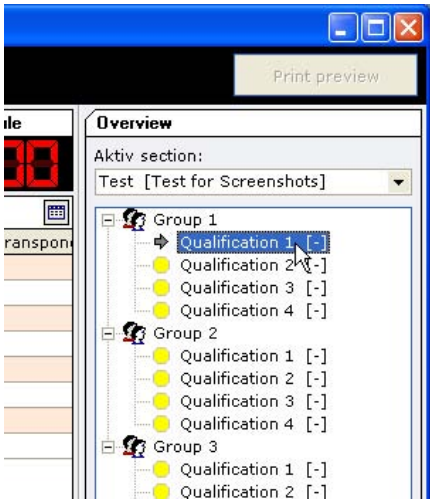 Print preview
Overview
Aktiv section:
Test [Test for Screenshots]
Group 1
Qualification 1 [-]
Qualification 2 [-]
Qualification 3 [-]
Qualification 4 [-]
Group 2
Qualification 1 [-]
Qualification 2 [-]
Qualification 3 [-]
Qualification 4 [-]
Group 3
Qualification 1 [-]
Qualification 2 [-]